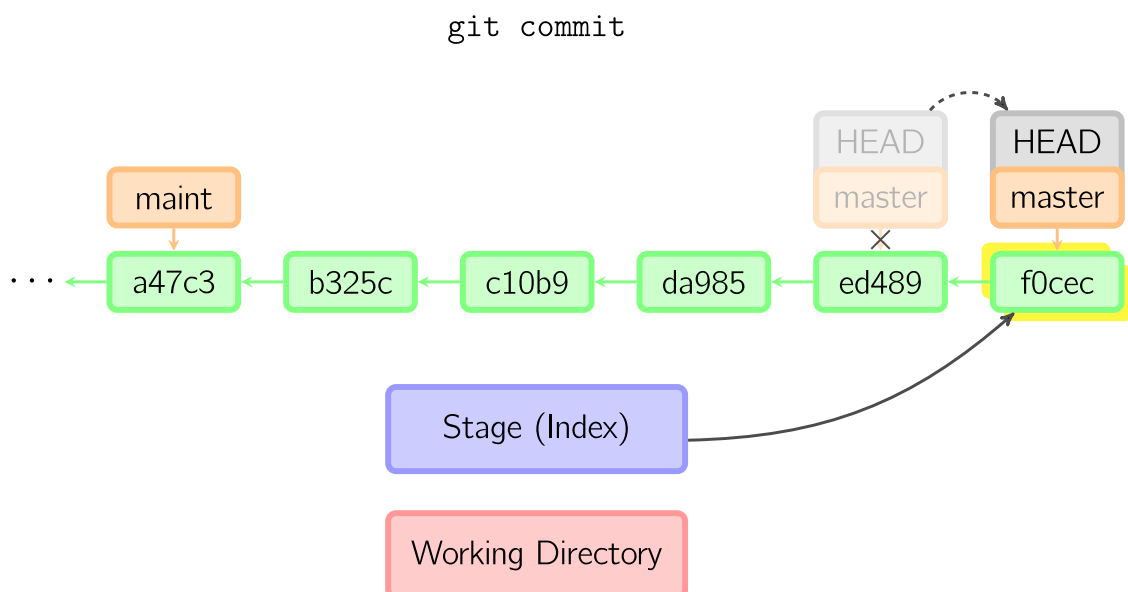 git commit
HEAD HEAD
maint master master
... a47c3 b325c c10b9 da985 ed489 f0cec
Stage (Index)
Working Directory